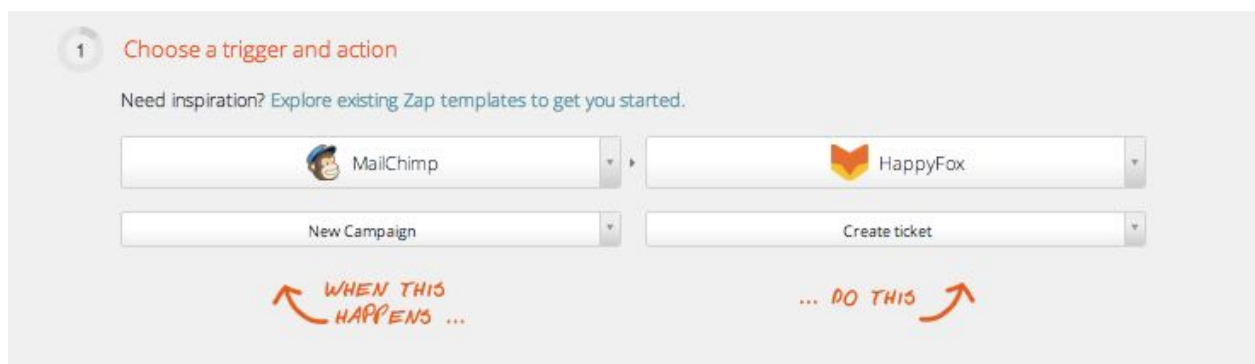 1 Choose a trigger and action
Need inspiration? Explore existing Zap templates to get you started.
MailChimp HappyFox
New Campaign Create ticket
WHEN THIS
HAPPENS ...
... DO THIS